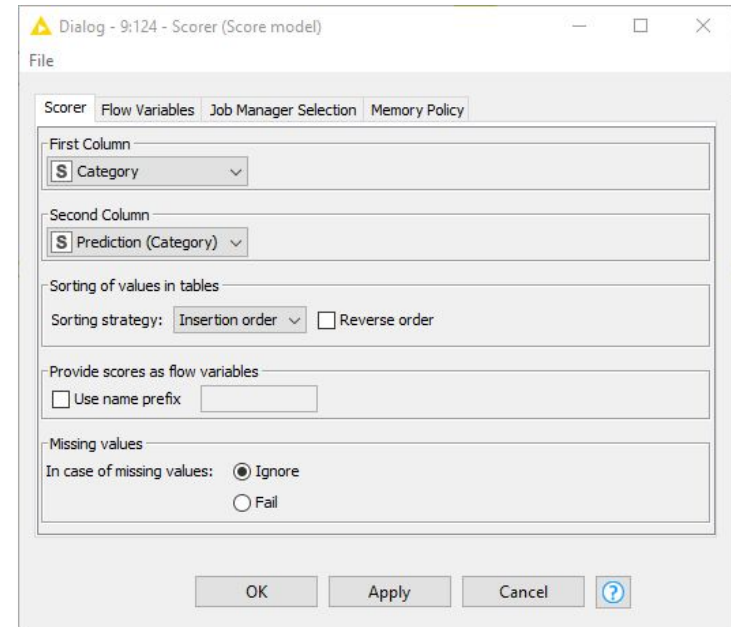 Dialog - 9:124 - Scorer (Score model)
File
Scorer Flow Variables Job Manager Selection Memory Policy
First Column
S Category
Second Column
S Prediction (Category)
Sorting of values in tables
Sorting strategy: Insertion order Reverse order
Provide scores as flow variables
Use name prefix
Missing values
In case of missing values: Ignore
Fail
OK Apply Cancel ?